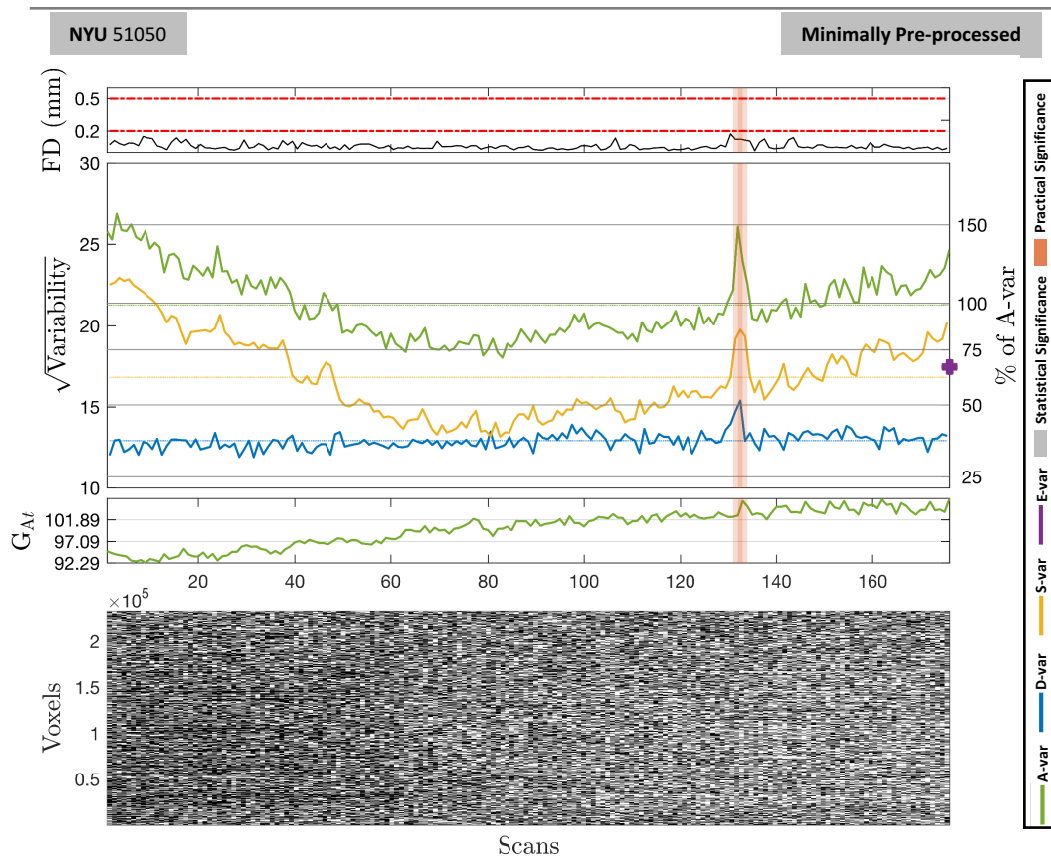 NYU 51050
Minimally Pre-processed
FD (mm)
0.5
0.2
√Variability
30
25
20
15
10
% of A-var
150
100
75
50
25
G_At
101.89
97.09
92.29
20 40 60 80 100 120 140 160
×10^5
Voxels
2
1.5
1
0.5
Scans
A-var
D-var
S-var
E-var
Statistical Significance
Practical Significance